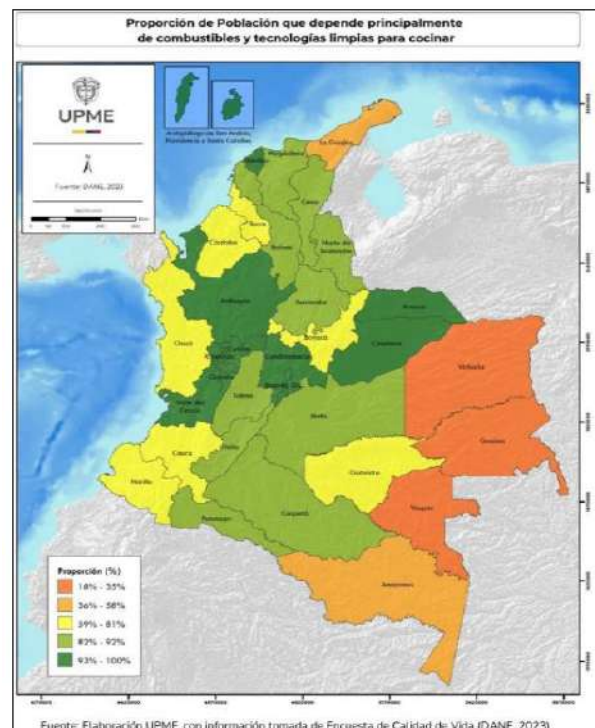 Proporción de Población que depende principalmente
de combustibles y tecnologías limpias para cocinar
UPME
N
Fuente: DANE, 2023
Archipiélago de San Andrés,
Providencia y Santa Catalina
La Guajira
Magdalena
Cesar
Norte de
Santander
Sucre
Córdoba
Bolívar
Antioquia
Santander
Arauca
Boyacá
Casanare
Chocó
Caldas
Cundinamarca
Bogotá, D.C.
Vichada
Tolima
Valle del
Cauca
Meta
Guainía
Cauca
Huila
Guaviare
Nariño
Vaupés
Putumayo
Caquetá
Amazonas
Proporción (%)
18% - 35%
36% - 58%
59% - 81%
82% - 92%
93% - 100%
Fuente: Elaboración UPME, con información tomada de Encuesta de Calidad de Vida (DANE, 2023)